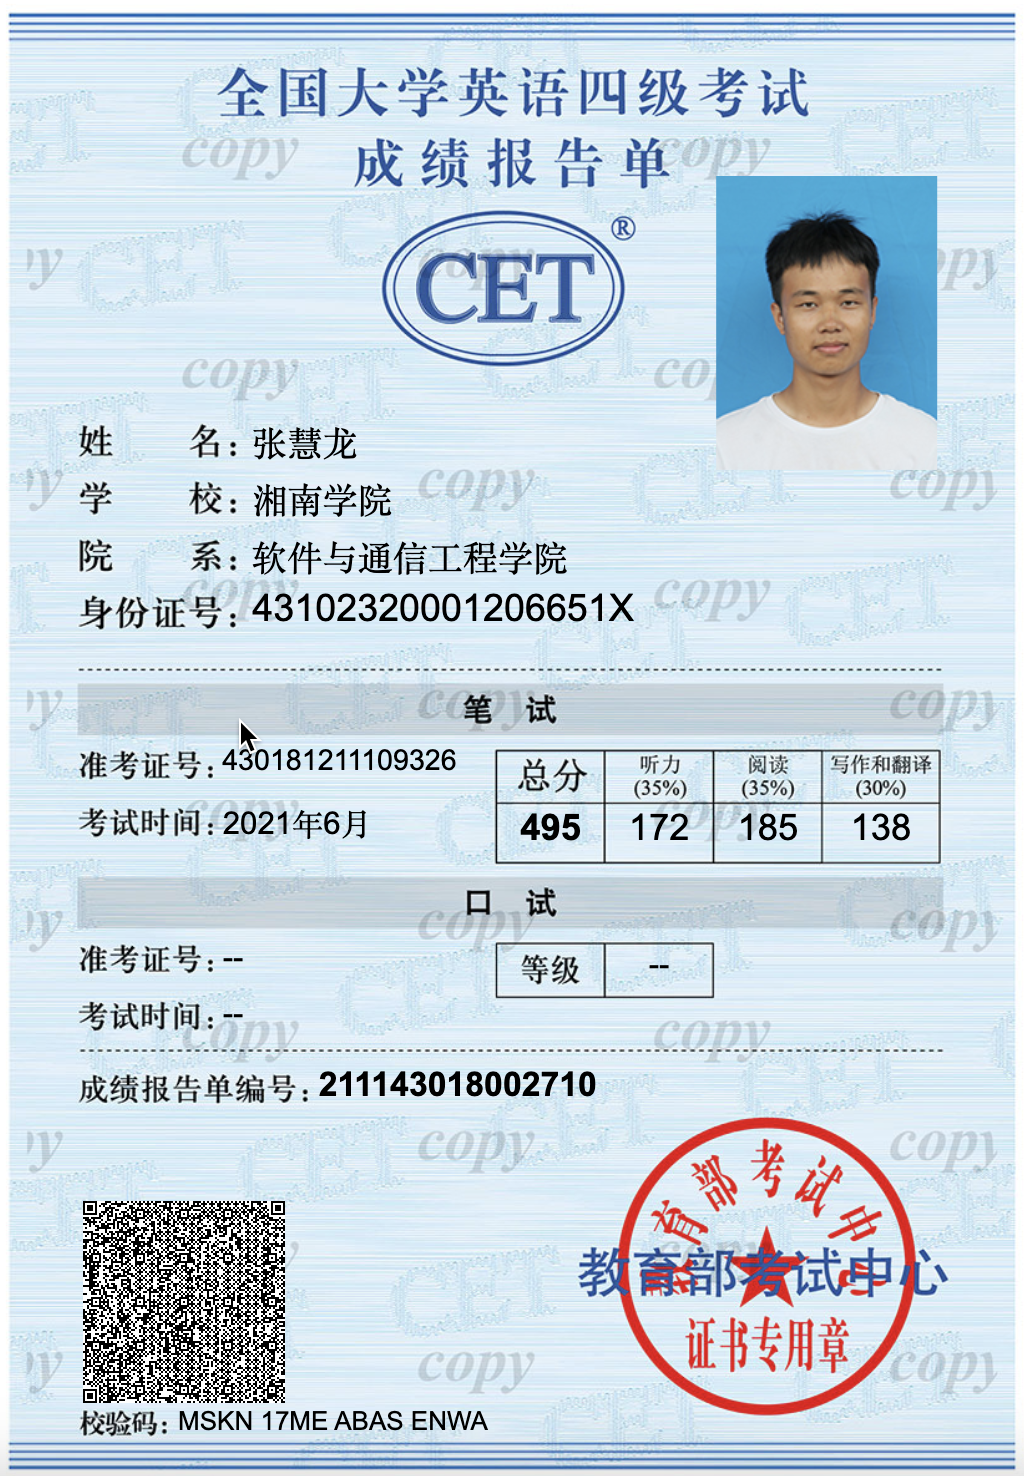 全国大学英语四级考试
成绩报告单
CET®
姓 名：张慧龙
学 校：湘南学院
院 系：软件与通信工程学院
身份证号：43102320001206651X
笔 试
准考证号：430181211109326
考试时间：2021年6月
总分 听力(35%) 阅读(35%) 写作和翻译(30%)
495 172 185 138
口 试
准考证号：--
考试时间：--
等级 --
成绩报告单编号：211143018002710
教育部考试中心
教育部考试中心
证书专用章
校验码：MSKN 17ME ABAS ENWA
copy